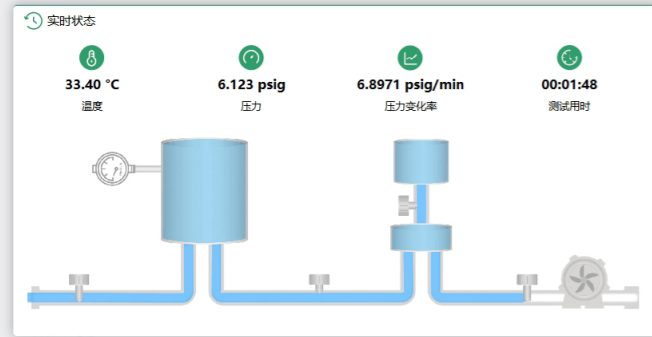 实时状态
33.40 °C
6.123 psig
6.8971 psig/min
00:01:48
温度
压力
压力变化率
测试用时